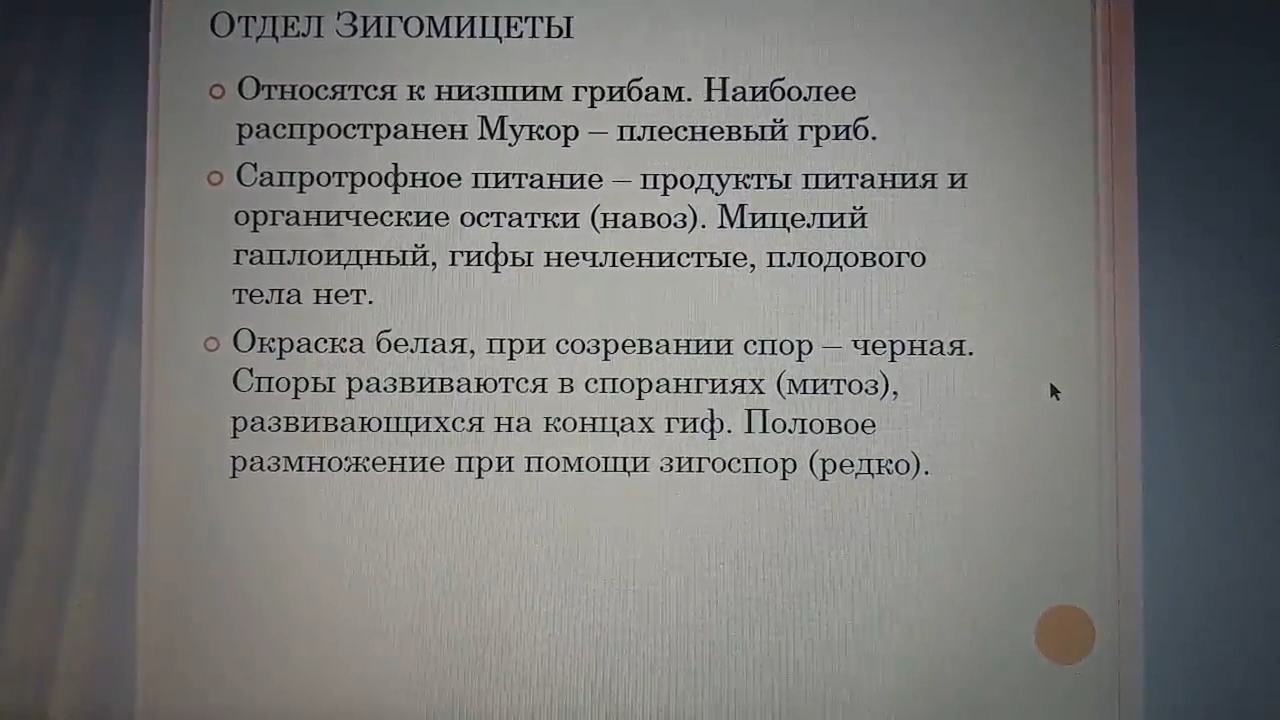 Отдел Зигомицеты
Относятся к низшим грибам. Наиболее
распространен Мукор – плесневый гриб.
Сапротрофное питание – продукты питания и
органические остатки (навоз). Мицелий
гаплоидный, гифы нечленистые, плодового
тела нет.
Окраска белая, при созревании спор – черная.
Споры развиваются в спорангиях (митоз),
развивающихся на концах гиф. Половое
размножение при помощи зигоспор (редко).